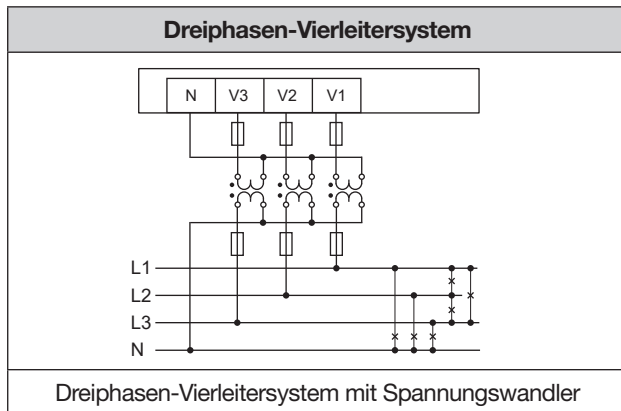 Dreiphasen-Vierleitersystem
N V3 V2 V1
L1
L2
L3
N
Dreiphasen-Vierleitersystem mit Spannungswandler